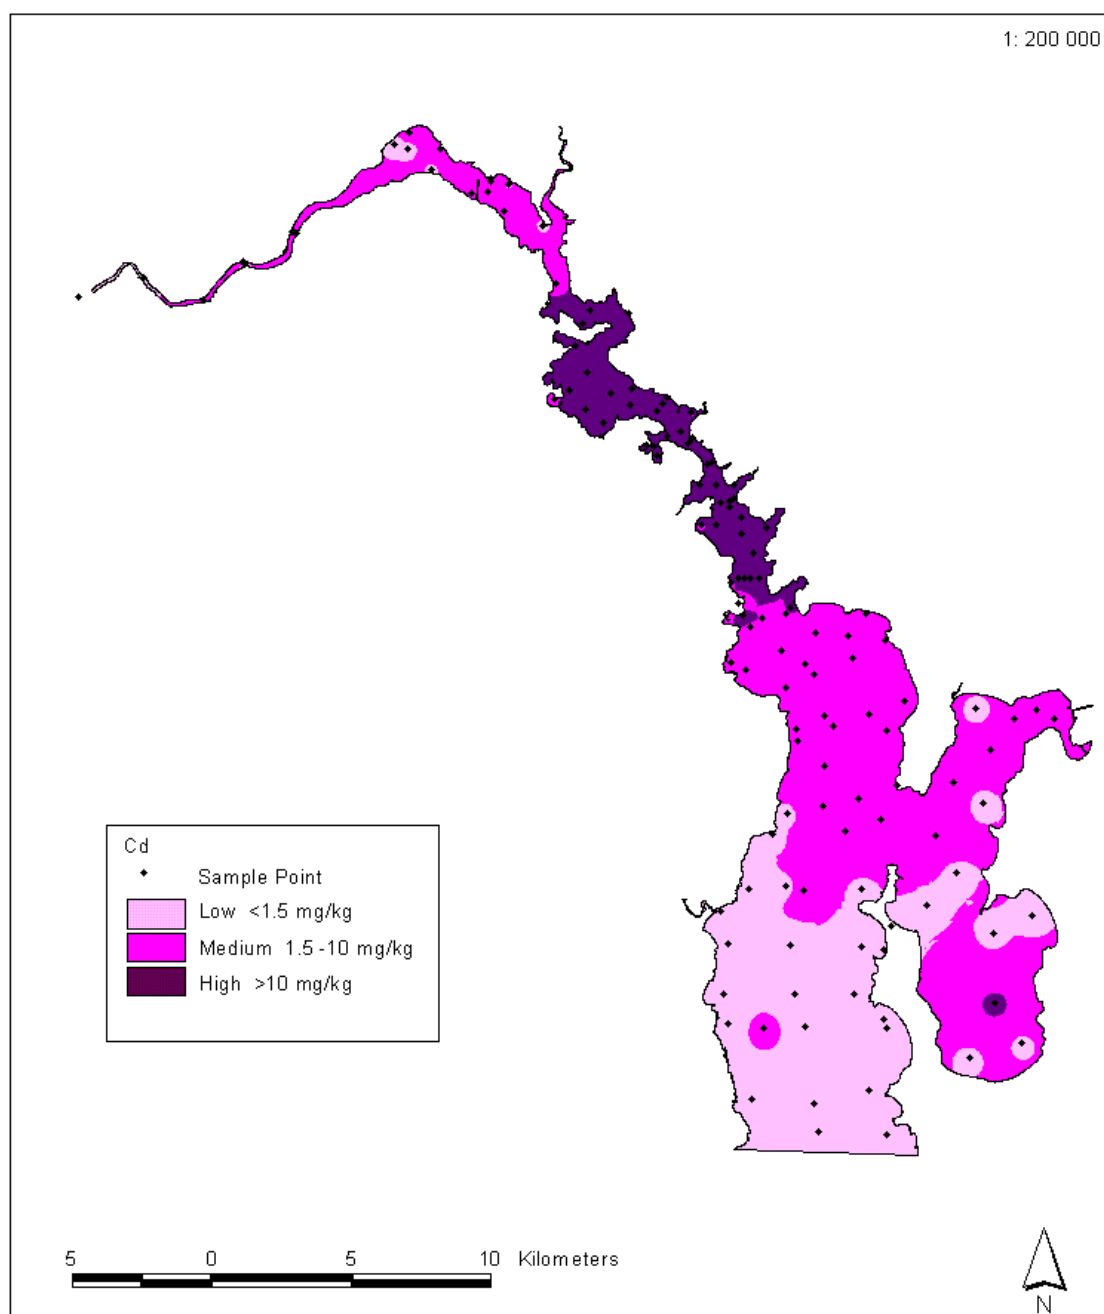 1: 200 000
Cd
Sample Point
Low <1.5 mg/kg
Medium 1.5-10 mg/kg
High >10 mg/kg
5 0 5 10 Kilometers
N